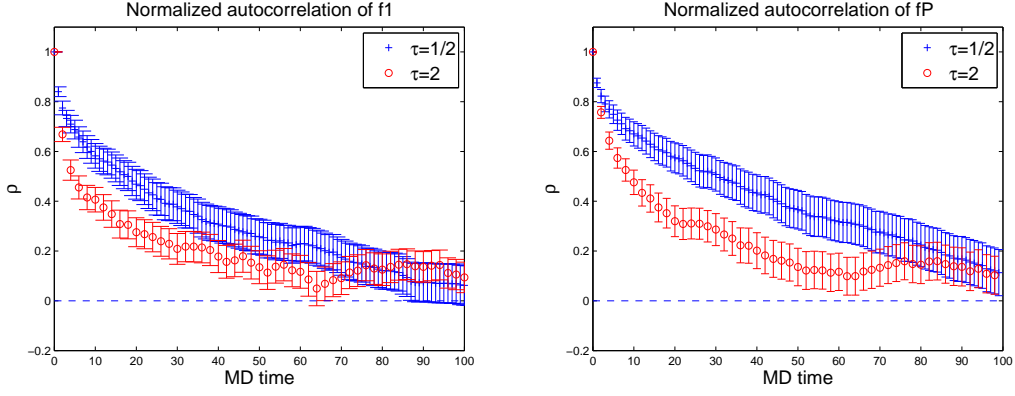 Normalized autocorrelation of f1
τ=1/2
τ=2
1
0.8
0.6
0.4
0.2
0
−0.2
ρ
0 10 20 30 40 50 60 70 80 90 100
MD time
Normalized autocorrelation of fP
τ=1/2
τ=2
1
0.8
0.6
0.4
0.2
0
−0.2
ρ
0 10 20 30 40 50 60 70 80 90 100
MD time